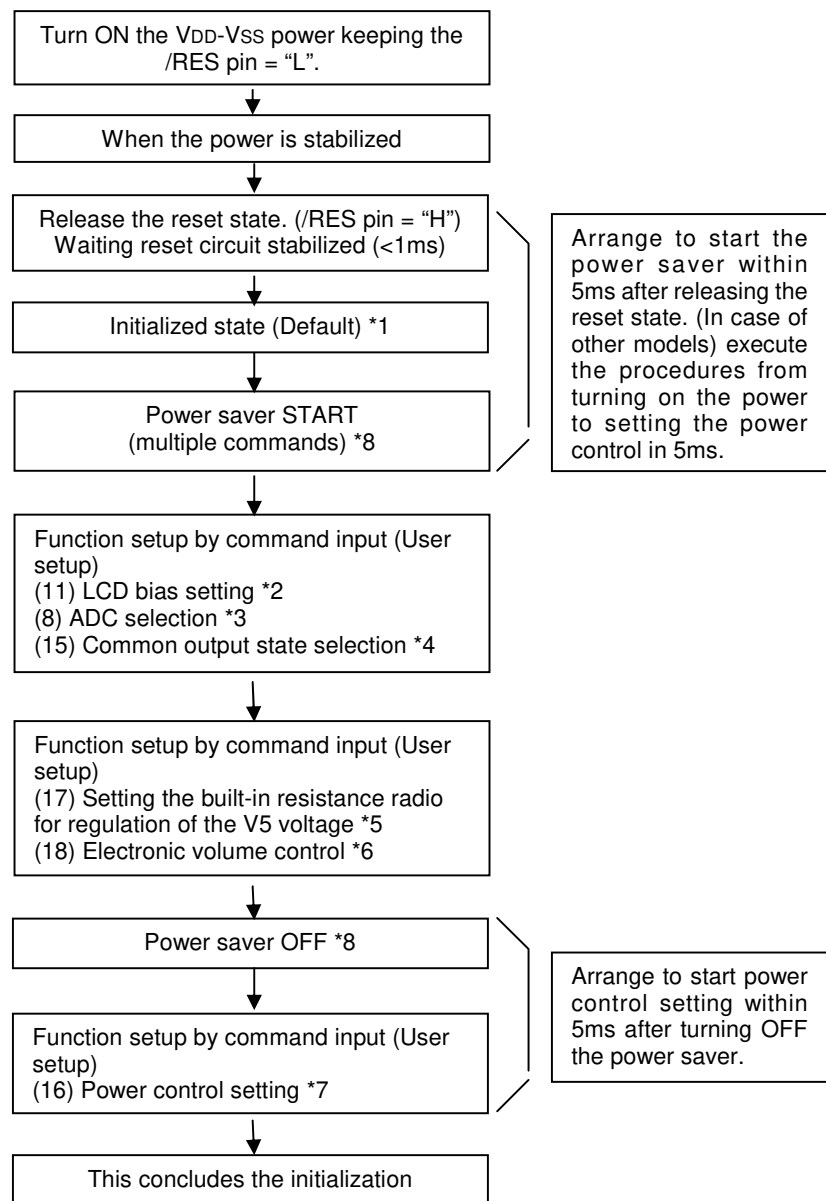 Turn ON the VDD-VSS power keeping the
/RES pin = “L”.
When the power is stabilized
Release the reset state. (/RES pin = “H”)
Waiting reset circuit stabilized (<1ms)
Initialized state (Default) *1
Power saver START
(multiple commands) *8
Arrange to start the
power saver within
5ms after releasing the
reset state. (In case of
other models) execute
the procedures from
turning on the power
to setting the power
control in 5ms.
Function setup by command input (User
setup)
(11) LCD bias setting *2
(8) ADC selection *3
(15) Common output state selection *4
Function setup by command input (User
setup)
(17) Setting the built-in resistance radio
for regulation of the V5 voltage *5
(18) Electronic volume control *6
Power saver OFF *8
Function setup by command input (User
setup)
(16) Power control setting *7
Arrange to start power
control setting within
5ms after turning OFF
the power saver.
This concludes the initialization